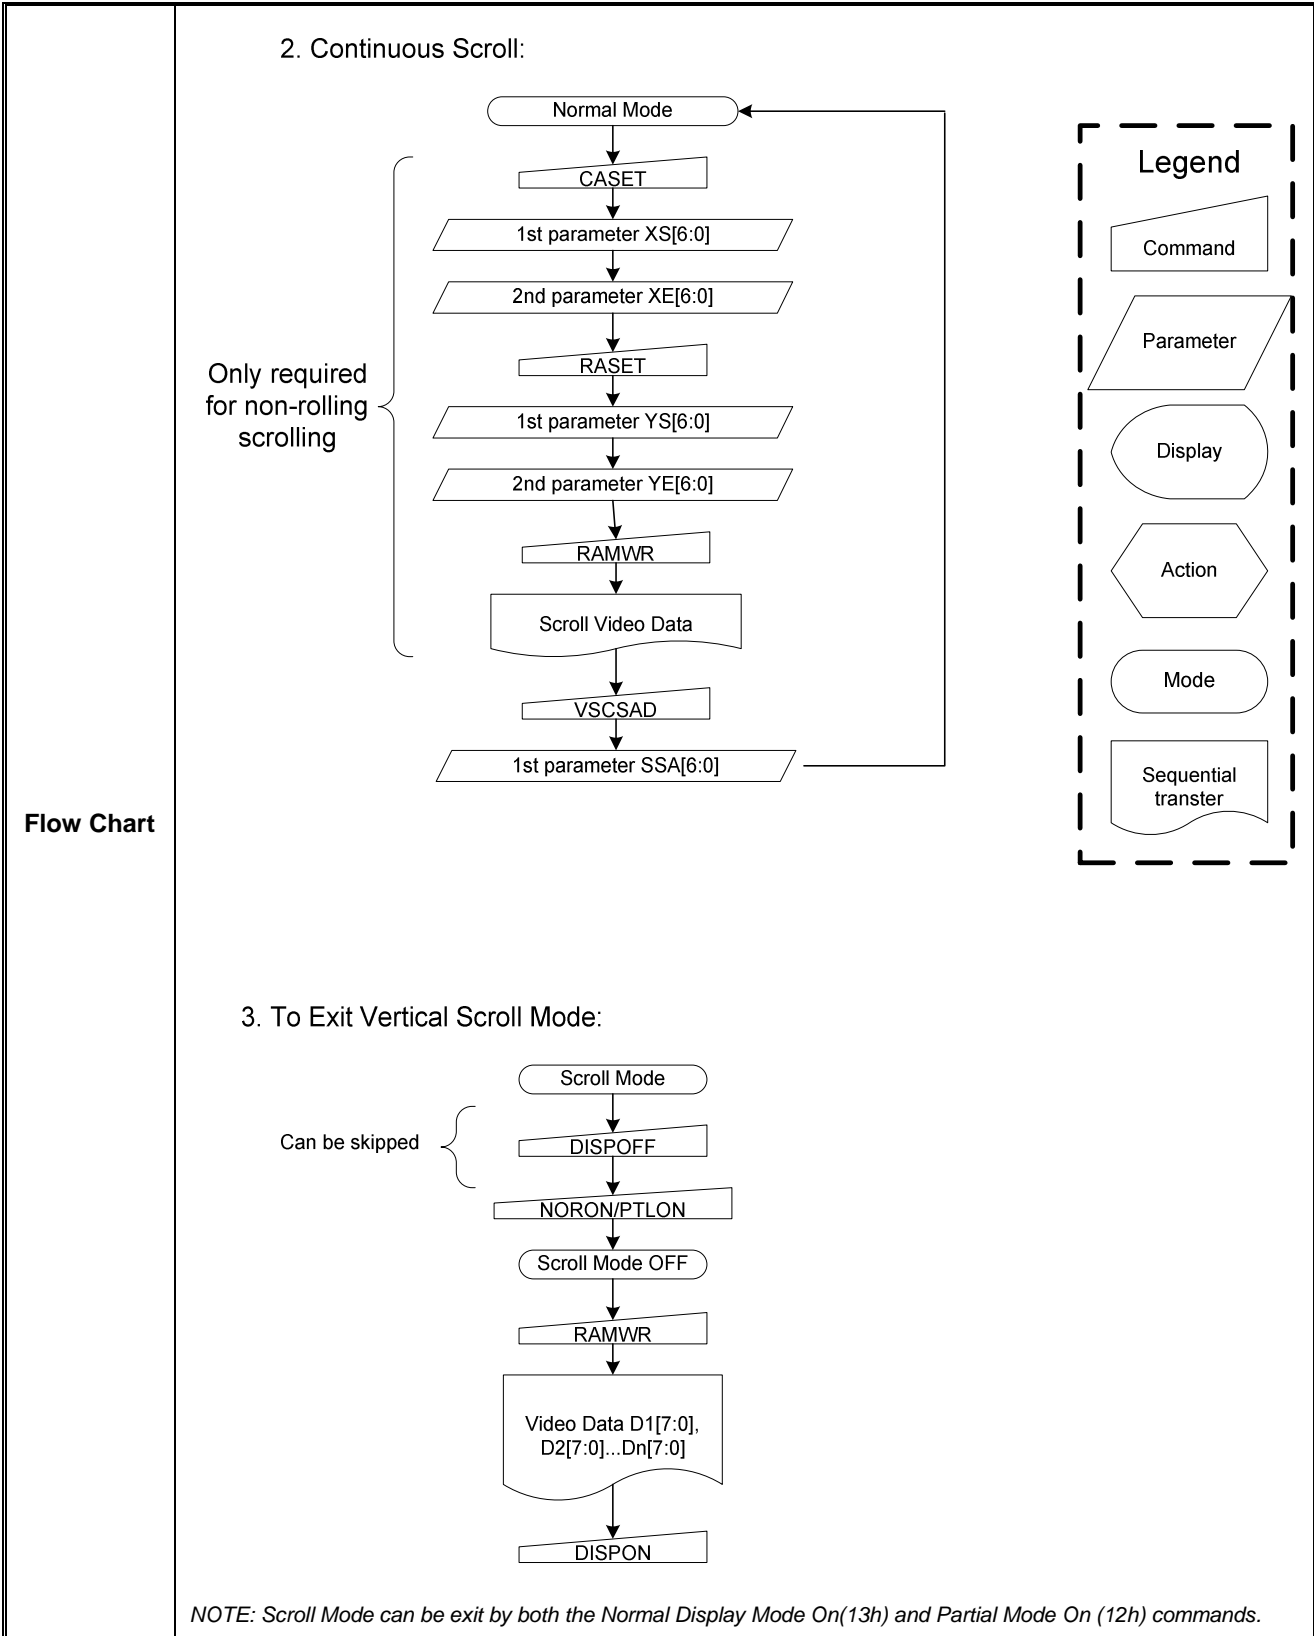 Flow Chart
2. Continuous Scroll:
Normal Mode
CASET
1st parameter XS[6:0]
2nd parameter XE[6:0]
RASET
1st parameter YS[6:0]
2nd parameter YE[6:0]
RAMWR
Scroll Video Data
VSCSAD
1st parameter SSA[6:0]
Only required
for non-rolling
scrolling
Legend
Command
Parameter
Display
Action
Mode
Sequential
transter
3. To Exit Vertical Scroll Mode:
Scroll Mode
Can be skipped
DISPOFF
NORON/PTLON
Scroll Mode OFF
RAMWR
Video Data D1[7:0],
D2[7:0]...Dn[7:0]
DISPON
NOTE: Scroll Mode can be exit by both the Normal Display Mode On(13h) and Partial Mode On (12h) commands.